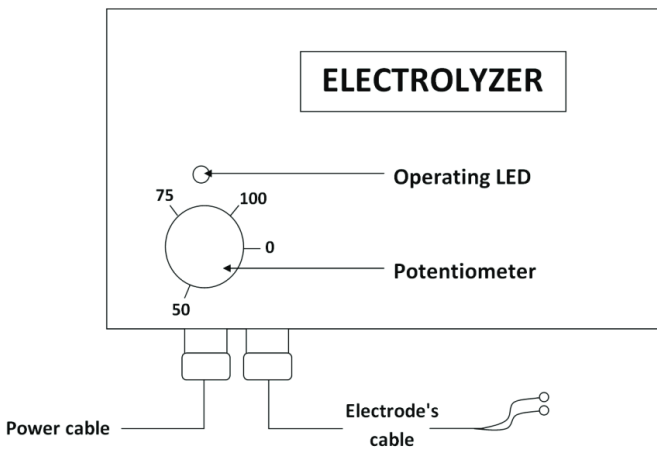 ELECTROLYZER
Operating LED
75
100
0
Potentiometer
50
Electrode's
cable
Power cable